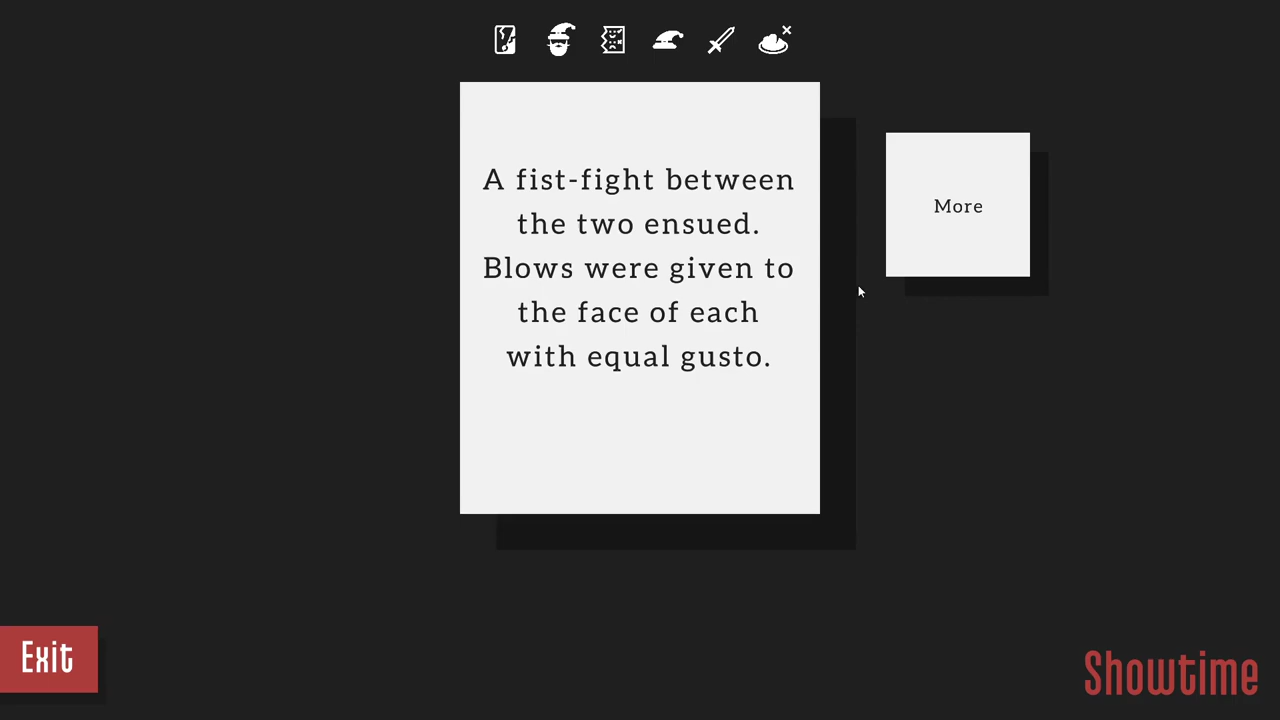 A fist-fight between
the two ensued.
Blows were given to
the face of each
with equal gusto.
More
Exit
Showtime